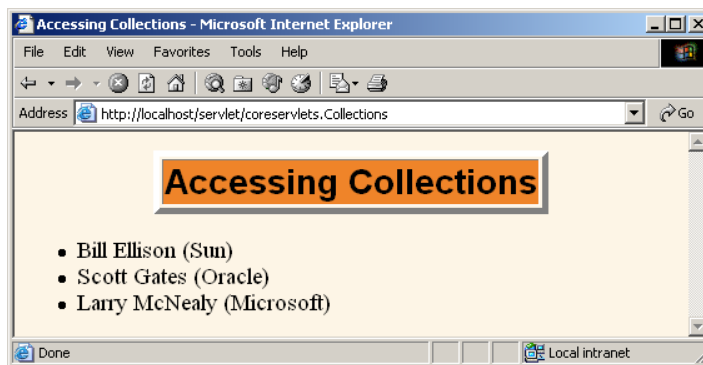 Accessing Collections - Microsoft Internet Explorer
File Edit View Favorites Tools Help
Address http://localhost/servlet/coreservlets.Collections Go
Accessing Collections
• Bill Ellison (Sun)
• Scott Gates (Oracle)
• Larry McNealy (Microsoft)
Done Local intranet